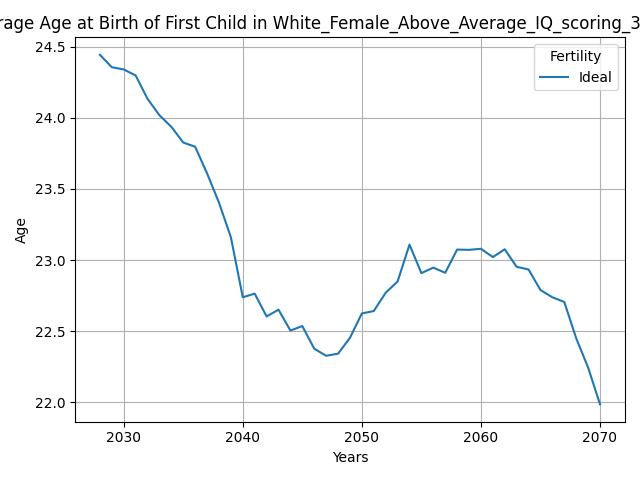 rage Age at Birth of First Child in White_Female_Above_Average_IQ_scoring_3
Fertility
Ideal
24.5
24.0
23.5
23.0
22.5
22.0
Age
2030 2040 2050 2060 2070
Years